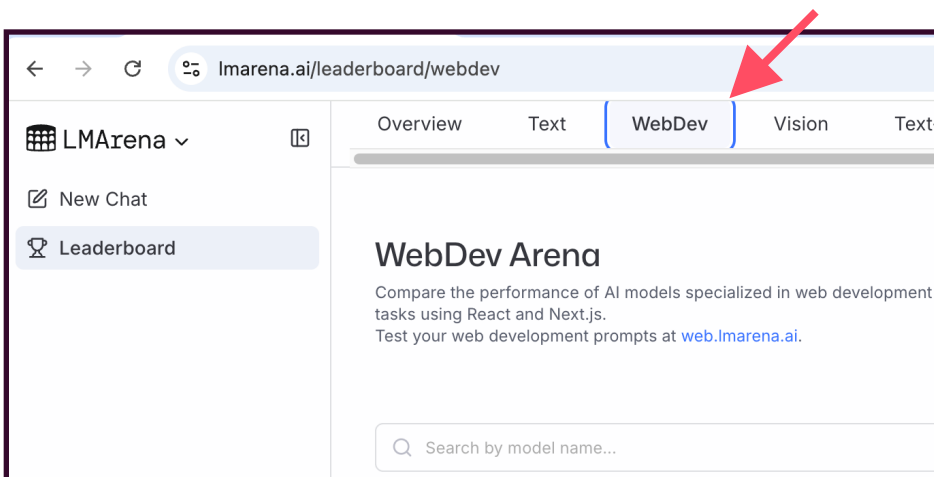 lmarena.ai/leaderboard/webdev
LMArena
Overview Text WebDev Vision Text
New Chat
Leaderboard
WebDev Arena
Compare the performance of AI models specialized in web development
tasks using React and Next.js.
Test your web development prompts at web.lmarena.ai.
Search by model name...